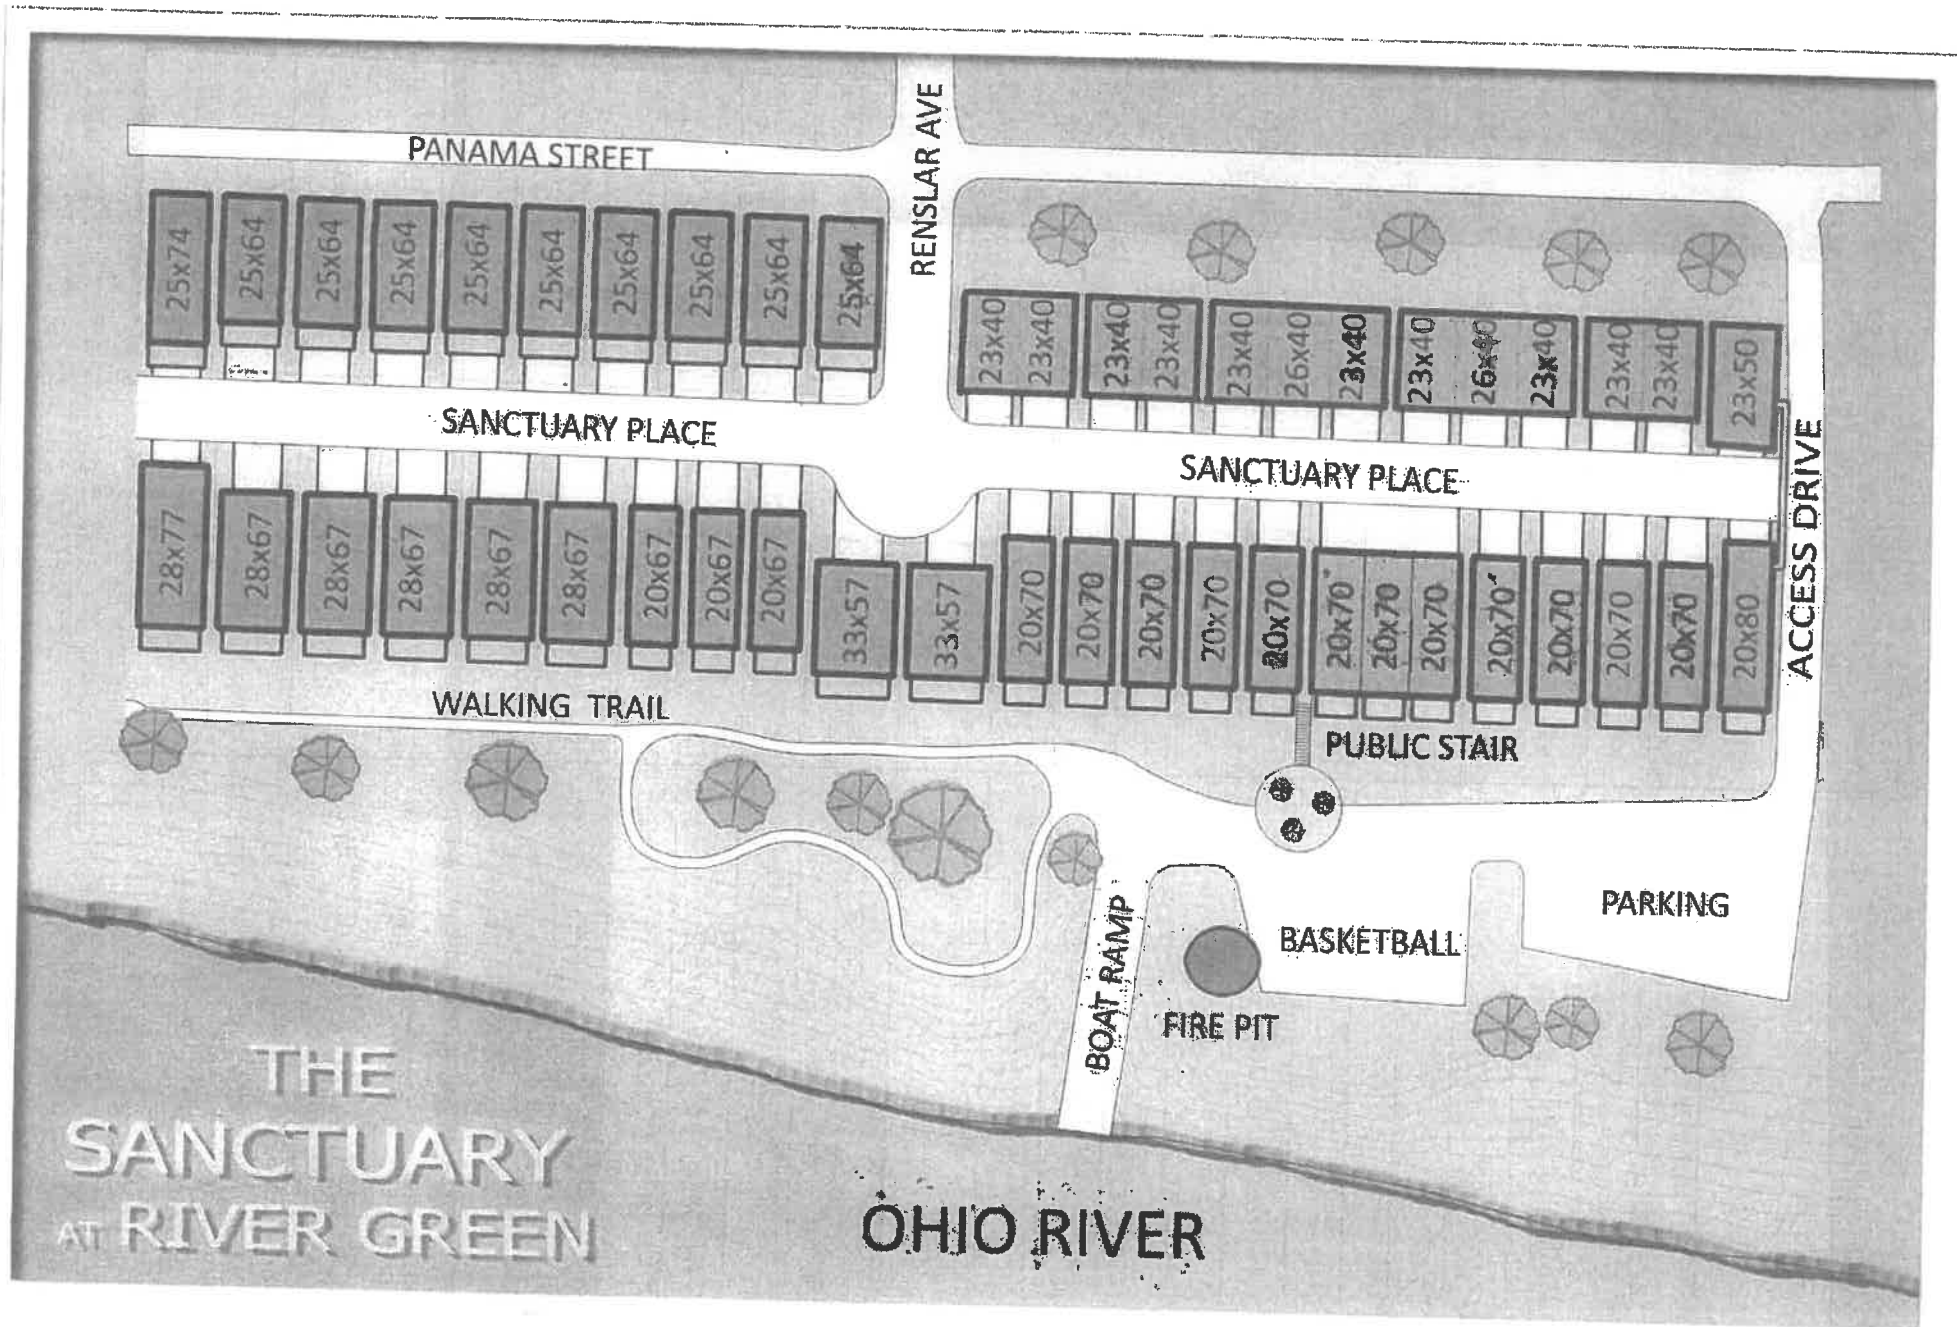 PANAMA STREET
RENSLAR AVE
25x74
25x64
25x64
25x64
25x64
25x64
25x64
25x64
25x64
25x64
23x40
23x40
23x40
23x40
23x40
26x40
23x40
23x40
26x40
23x40
23x40
23x40
23x50
SANCTUARY PLACE
SANCTUARY PLACE
ACCESS DRIVE
28x77
28x67
28x67
28x67
28x67
28x67
20x67
20x67
20x67
33x57
33x57
20x70
20x70
20x70
20x70
20x70
20x70
20x70
20x70
20x70
20x70
20x70
20x70
20x80
WALKING TRAIL
PUBLIC STAIR
PARKING
BASKETBALL
BOAT RAMP
FIRE PIT
THE
SANCTUARY
AT RIVER GREEN
OHIO RIVER